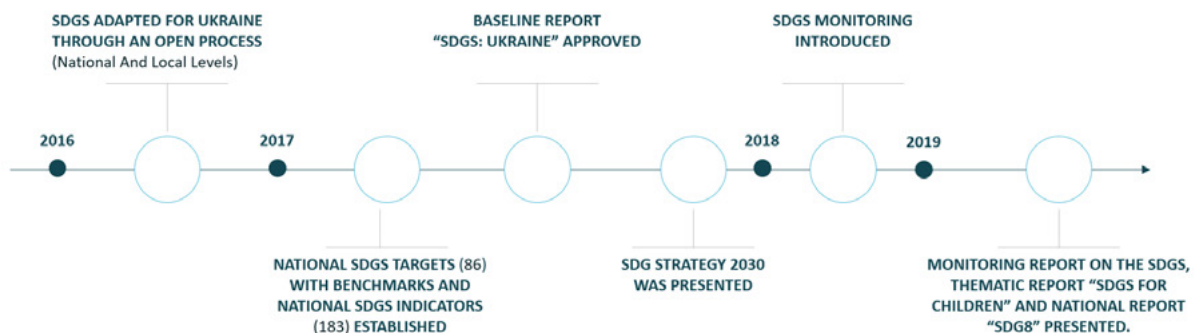 SDGS ADAPTED FOR UKRAINE
THROUGH AN OPEN PROCESS
(National And Local Levels)
BASELINE REPORT
“SDGS: UKRAINE” APPROVED
SDGS MONITORING
INTRODUCED
2016
2017
2018
2019
NATIONAL SDGS TARGETS (86)
WITH BENCHMARKS AND
NATIONAL SDGS INDICATORS
(183) ESTABLISHED
SDG STRATEGY 2030
WAS PRESENTED
MONITORING REPORT ON THE SDGS,
THEMATIC REPORT “SDGS FOR
CHILDREN” AND NATIONAL REPORT
“SDG8” PRESENTED.